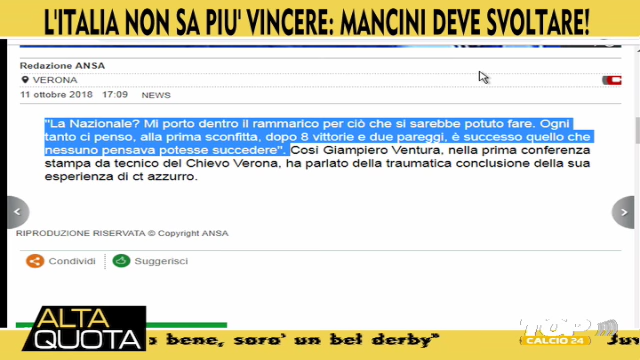 L'ITALIA NON SA PIU' VINCERE: MANCINI DEVE SVOLTARE!
Redazione ANSA
VERONA
11 ottobre 2018 17:09 NEWS
"La Nazionale? Mi porto dentro il rammarico per ciò che si sarebbe potuto fare. Ogni
tanto ci penso, alla prima sconfitta, dopo 8 vittorie e due pareggi, è successo quello che
nessuno pensava potesse succedere". Così Giampiero Ventura, nella prima conferenza
stampa da tecnico del Chievo Verona, ha parlato della traumatica conclusione della sua
esperienza di ct azzurro.
RIPRODUZIONE RISERVATA © Copyright ANSA
Condividi Suggerisci
ALTA
QUOTA
bene, sara' un bel derby"
TOP
CALCIO 24